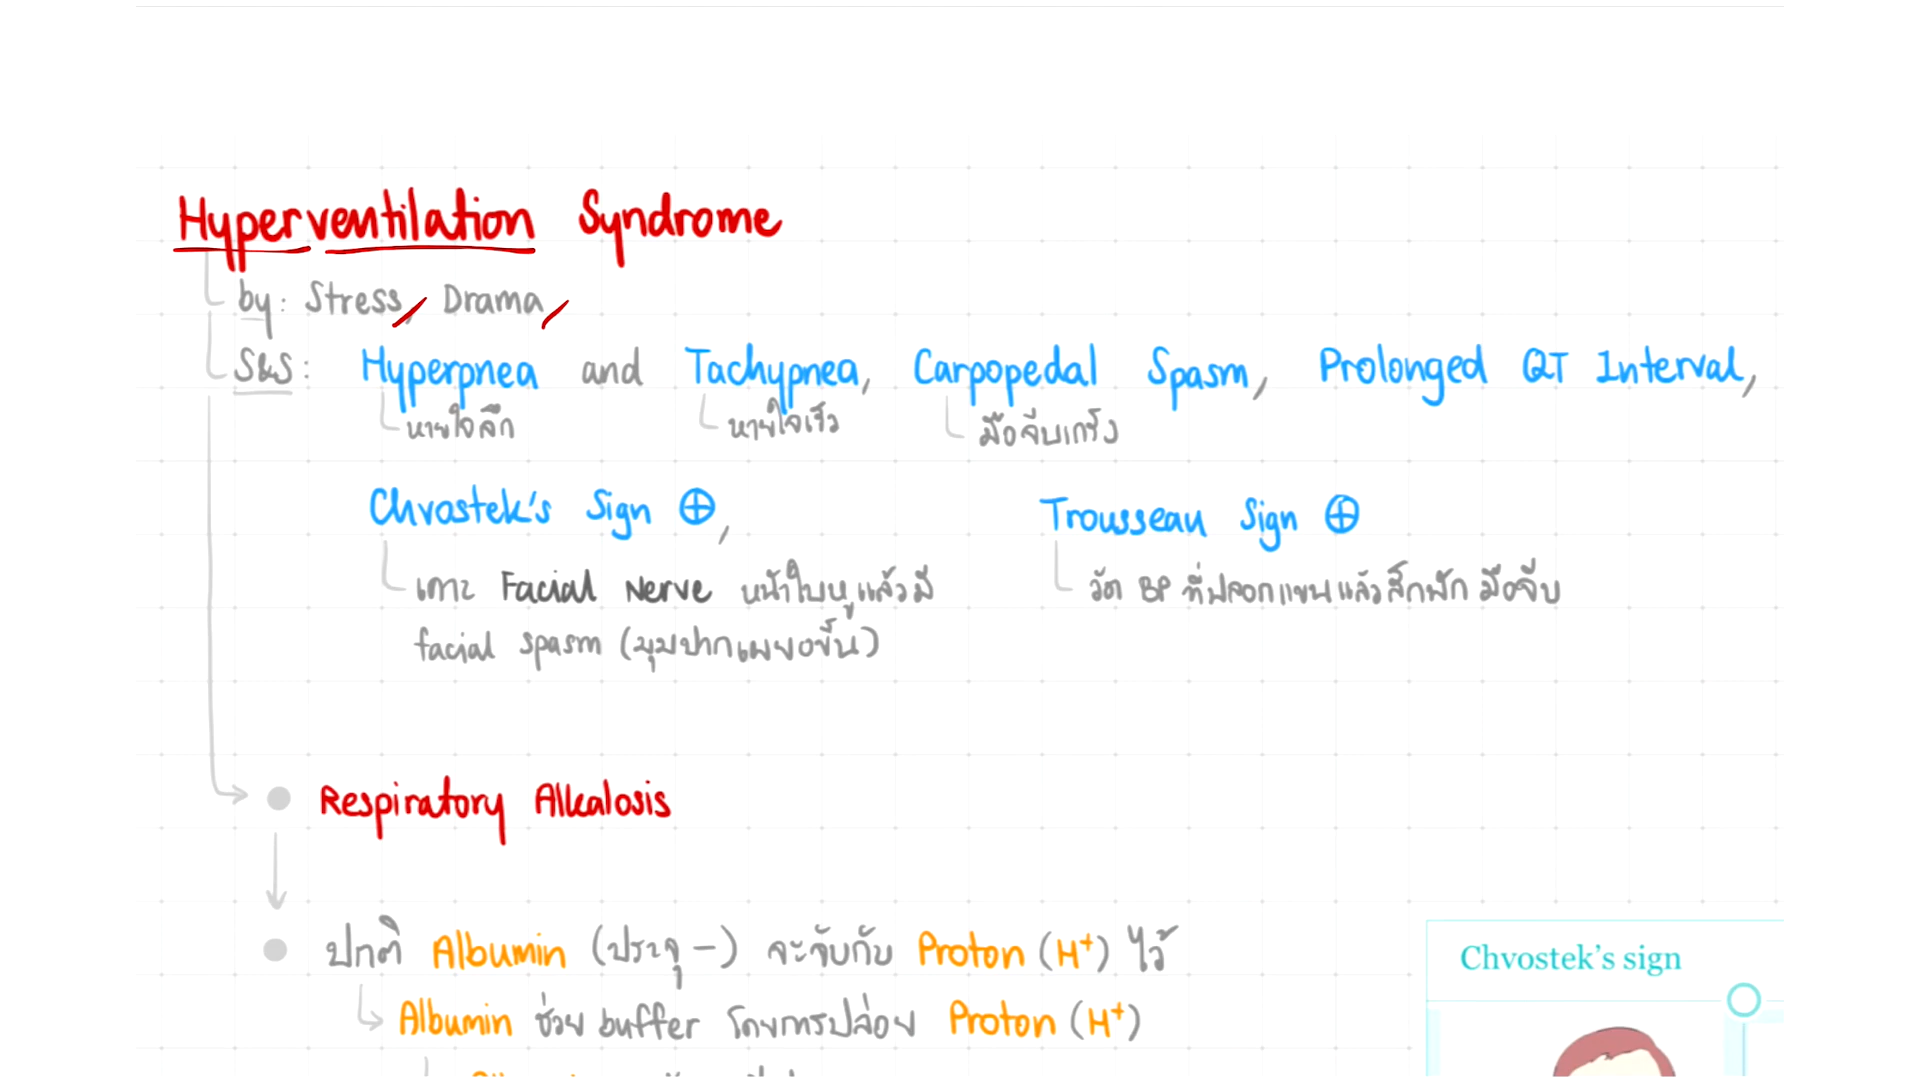 Hyperventilation Syndrome
by: Stress, Drama,
S&S: Hyperpnea and Tachypnea, Carpopedal Spasm, Prolonged QT Interval,
หายใจลึก หายใจเร็ว มือจีบเกร็ง
Chvostek's Sign ⊕, Trousseau Sign ⊕
เคาะ Facial Nerve หน้าใบหูแล้วมี วัด BP ที่ปลอกแขนแล้วสักพัก มือจีบ
facial spasm (มุมปากเผยอขึ้น)
Respiratory Alkalosis
ปกติ Albumin (ประจุ -) จะจับกับ Proton (H⁺) ไว้
Chvostek's sign
Albumin ช่วย buffer โดยการปล่อย Proton (H⁺)